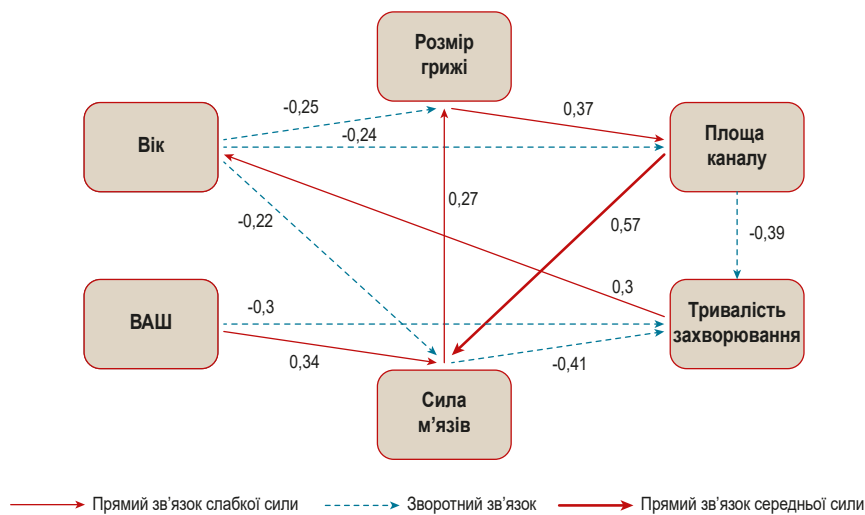 Розмір
грижі
-0,25
0,37
Вік
-0,24
Площа
каналу
0,27
-0,22
0,57
-0,39
ВАШ
-0,3
0,3
Тривалість
захворювання
0,34
-0,41
Сила
м’язів
Прямий зв’язок слабкої сили
Зворотний зв’язок
Прямий зв’язок середньої сили